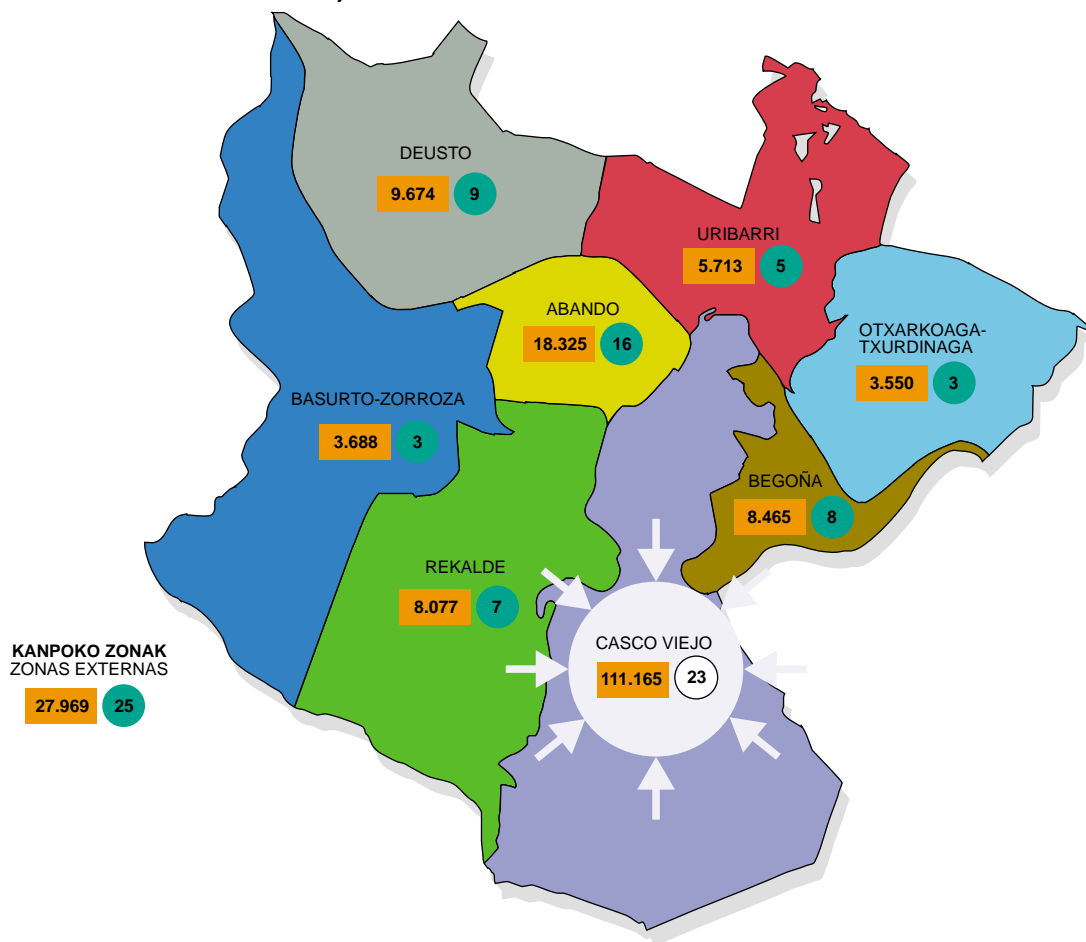 DEUSTO
9.674 9
URIBARRI
5.713 5
ABANDO
18.325 16
OTXARKOAGA-
TXURDINAGA
3.550 3
BASURTO-ZORROZA
3.688 3
BEGOÑA
8.465 8
REKALDE
8.077 7
CASCO VIEJO
111.165 23
KANPOKO ZONAK
ZONAS EXTERNAS
27.969 25